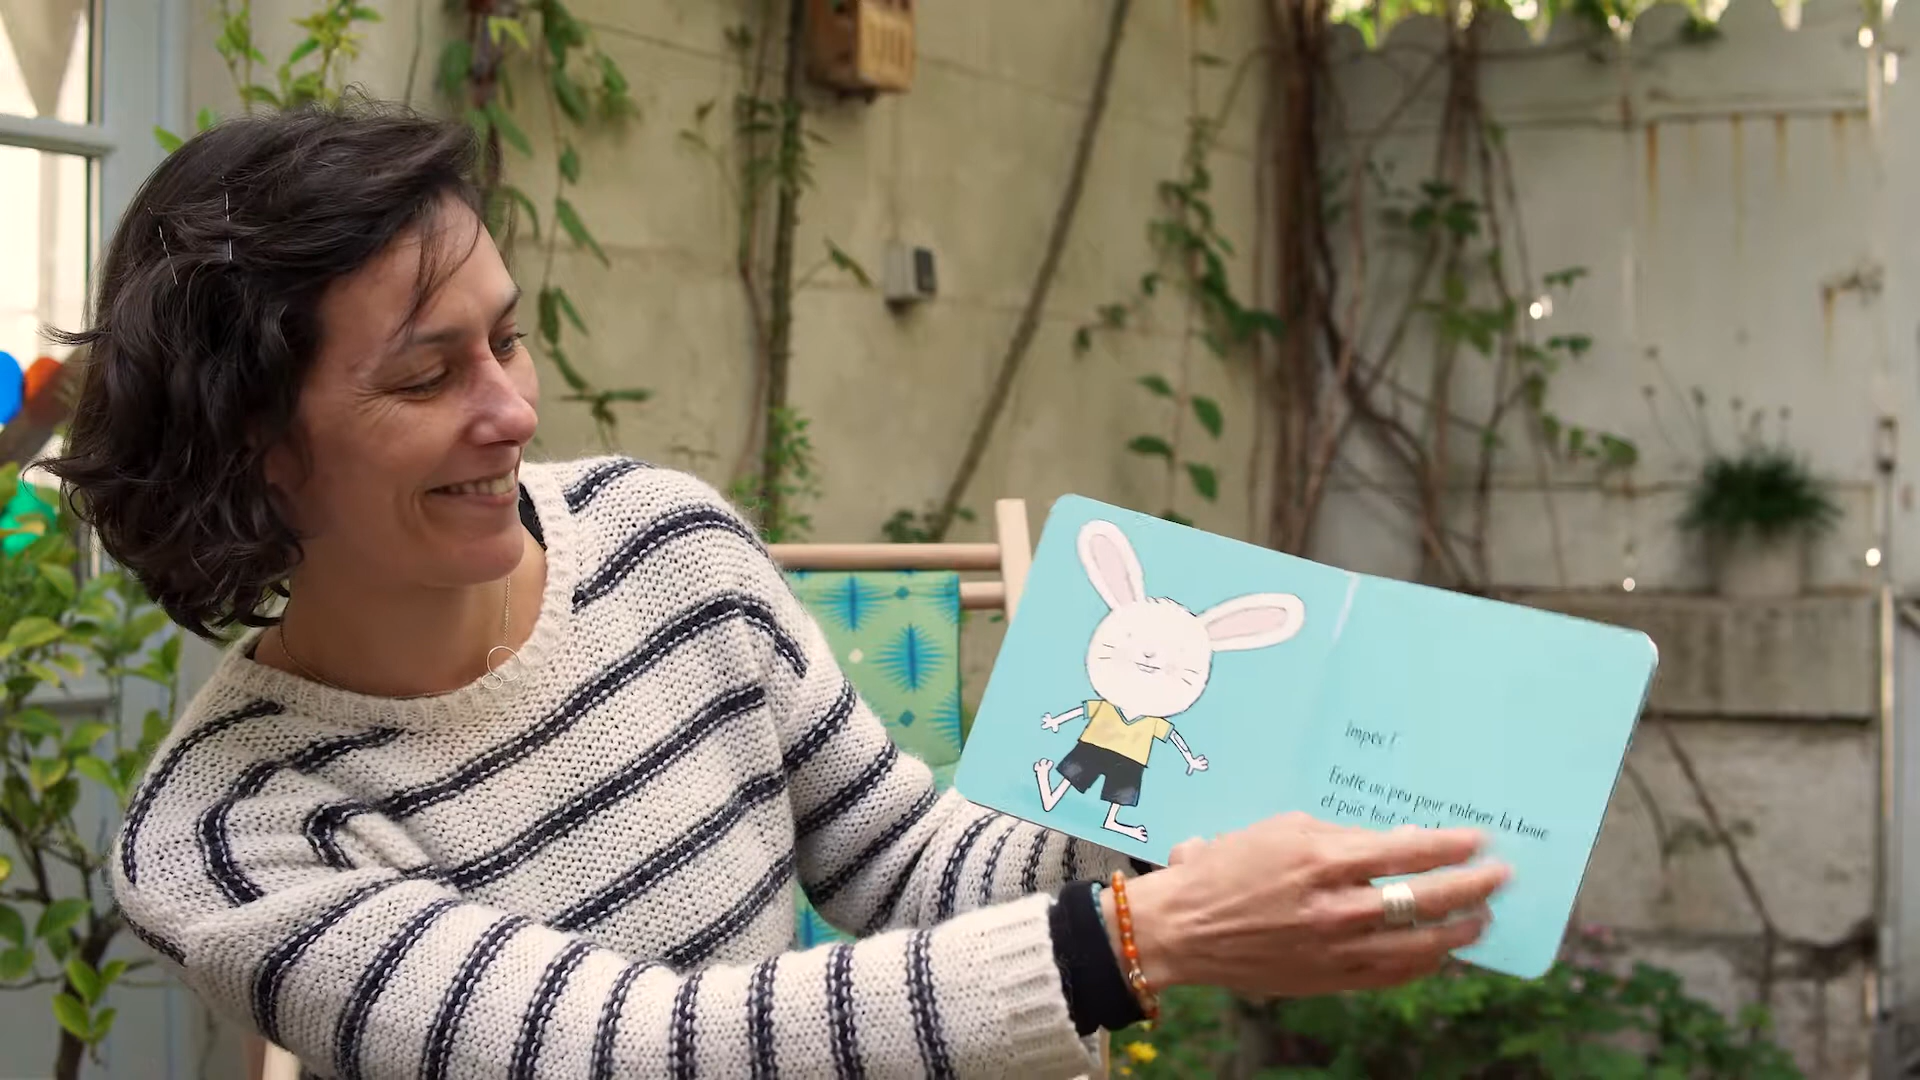 Impec !
Frotte un peu pour enlever la boue
et puis tout